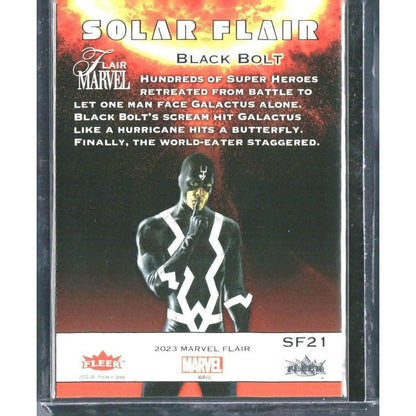 SOLAR FLAIR
FLAIR
MARVEL
BLACK BOLT
HUNDREDS OF SUPER HEROES
RETREATED FROM BATTLE TO
LET ONE MAN FACE GALACTUS ALONE.
BLACK BOLT'S SCREAM HIT GALACTUS
LIKE A HURRICANE HITS A BUTTERFLY.
FINALLY, THE WORLD-EATER STAGGERED.
SF21
FLEER
2023 MARVEL FLAIR
MARVEL
MARVEL
FLEER